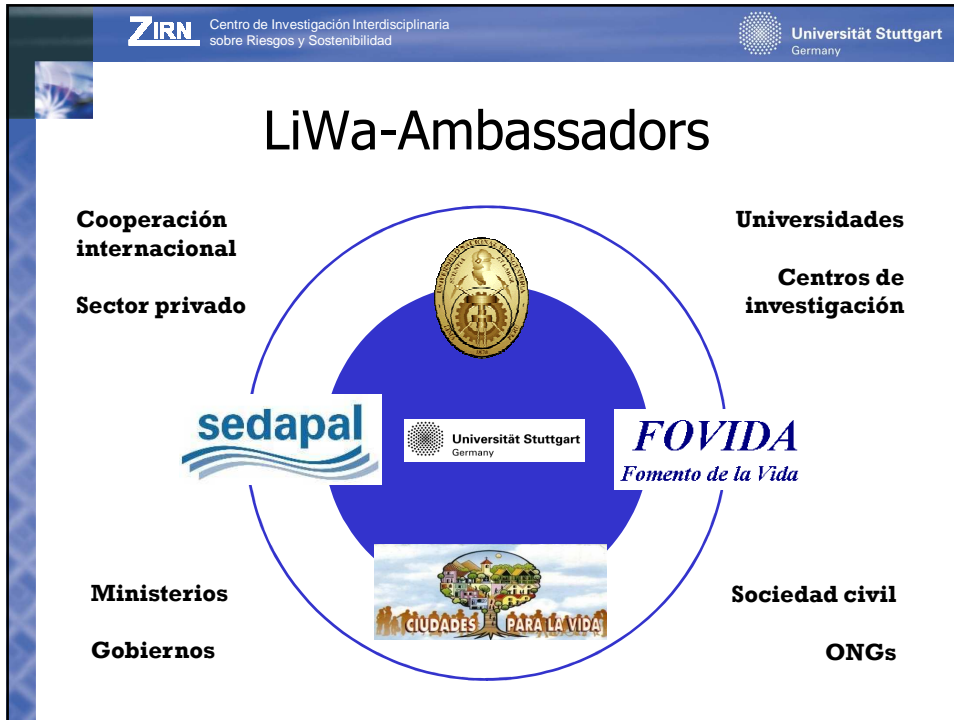 ZIRN
Centro de Investigación Interdisciplinaria
sobre Riesgos y Sostenibilidad
Universität Stuttgart
Germany
LiWa-Ambassadors
Cooperación
internacional
Sector privado
Universidades
Centros de
investigación
sedapal
Universität Stuttgart
Germany
FOVIDA
Fomento de la Vida
CIUDADES PARA LA VIDA
Ministerios
Gobiernos
Sociedad civil
ONGs